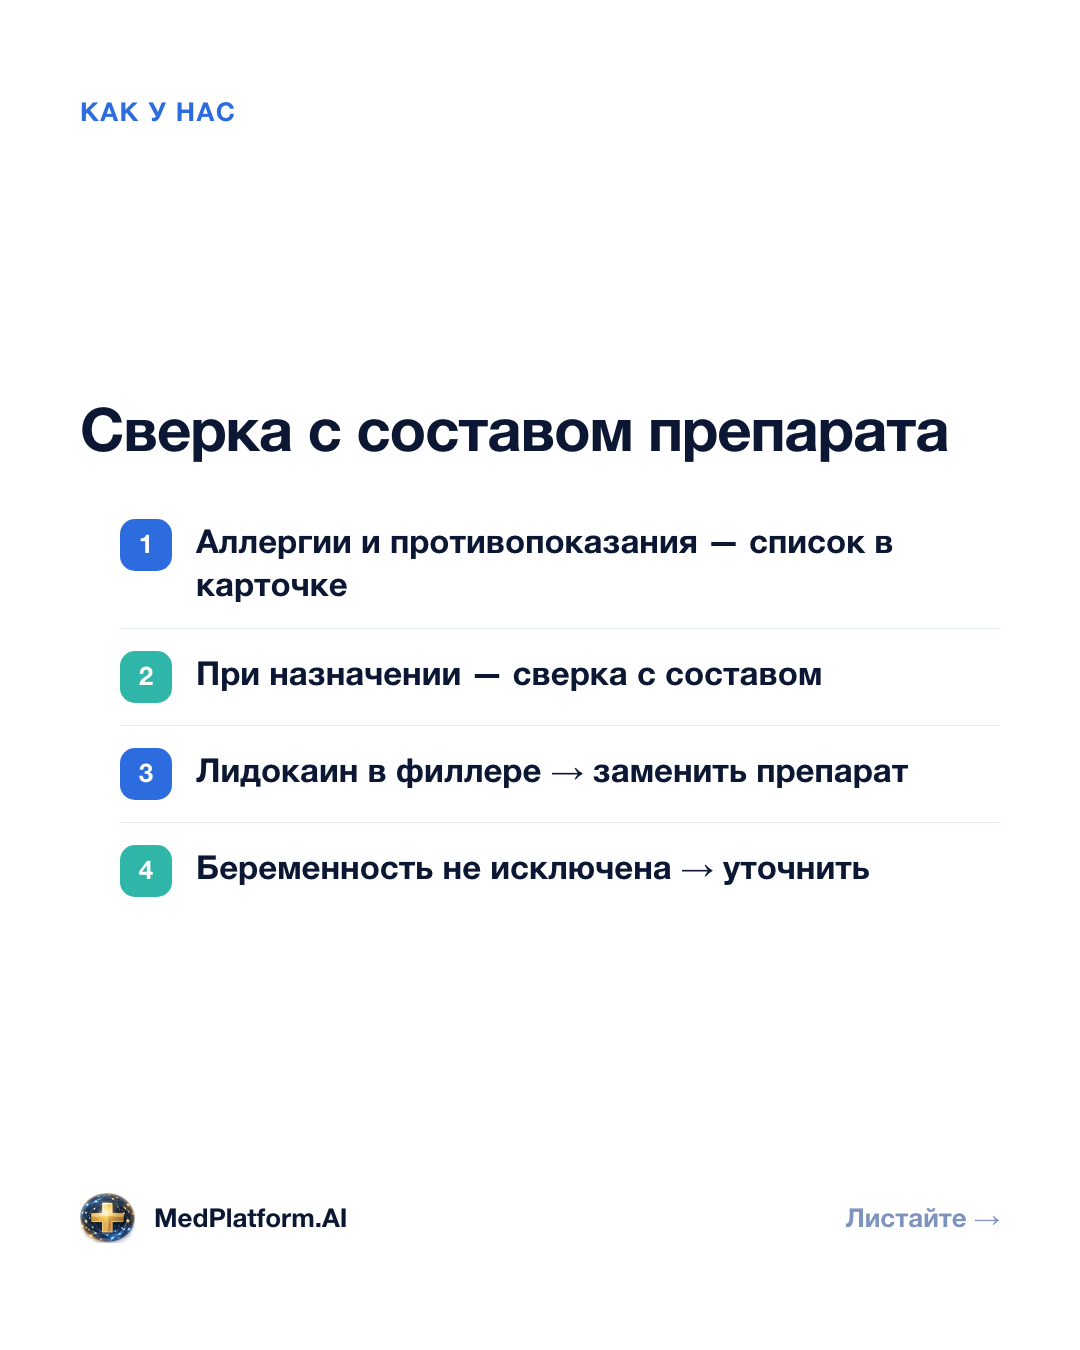 КАК У НАС
Сверка с составом препарата
1 Аллергии и противопоказания — список в
карточке
2 При назначении — сверка с составом
3 Лидокаин в филлере → заменить препарат
4 Беременность не исключена → уточнить
MedPlatform.AI
Листайте →